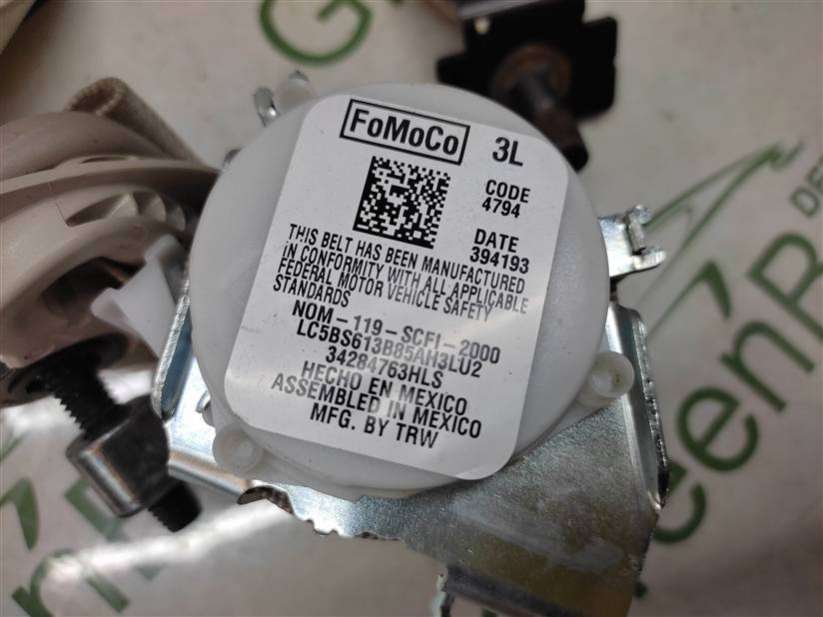 FoMoCo
3L
CODE
4794
DATE
394193
THIS BELT HAS BEEN MANUFACTURED
IN CONFORMITY WITH ALL APPLICABLE
FEDERAL MOTOR VEHICLE SAFETY
STANDARDS
NOM-119-SCFI-2000
LC5BS613B85AH3LU2
34284763HLS
HECHO EN MEXICO
ASSEMBLED IN MEXICO
MFG. BY TRW